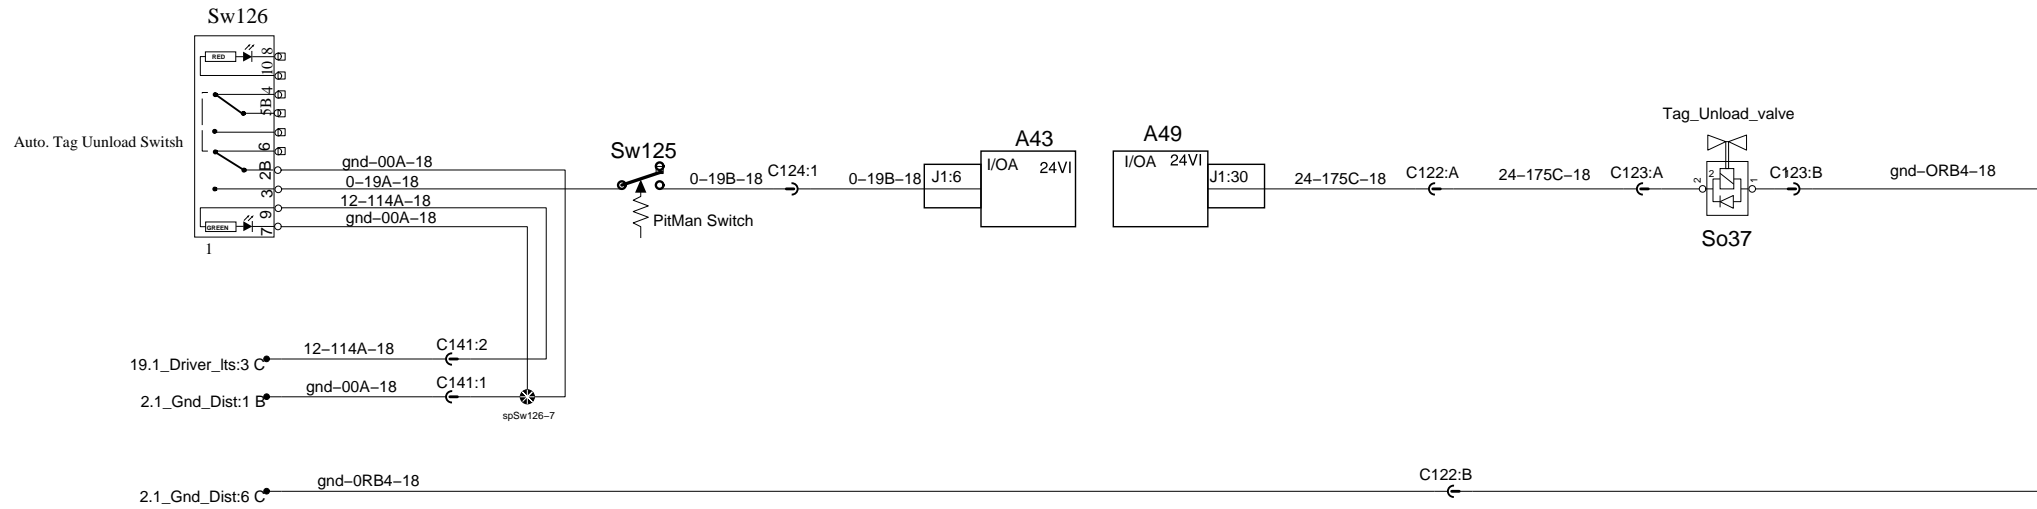 Sw126
RED
8
10
4
5B
6
2B
3
9
7
GREEN
1
Auto. Tag Uunload Switsh
gnd-00A-18
0-19A-18
12-114A-18
gnd-00A-18
Sw125
PitMan Switch
0-19B-18
C124:1
0-19B-18
A43
J1:6
I/OA
24VI
A49
I/OA
24VI
J1:30
24-175C-18
C122:A
24-175C-18
C123:A
Tag_Unload_valve
2
2
1
So37
C123:B
gnd-ORB4-18
19.1_Driver_lts:3 C
12-114A-18
C141:2
2.1_Gnd_Dist:1 B
gnd-00A-18
C141:1
spSw126-7
2.1_Gnd_Dist:6 C
gnd-0RB4-18
C122:B